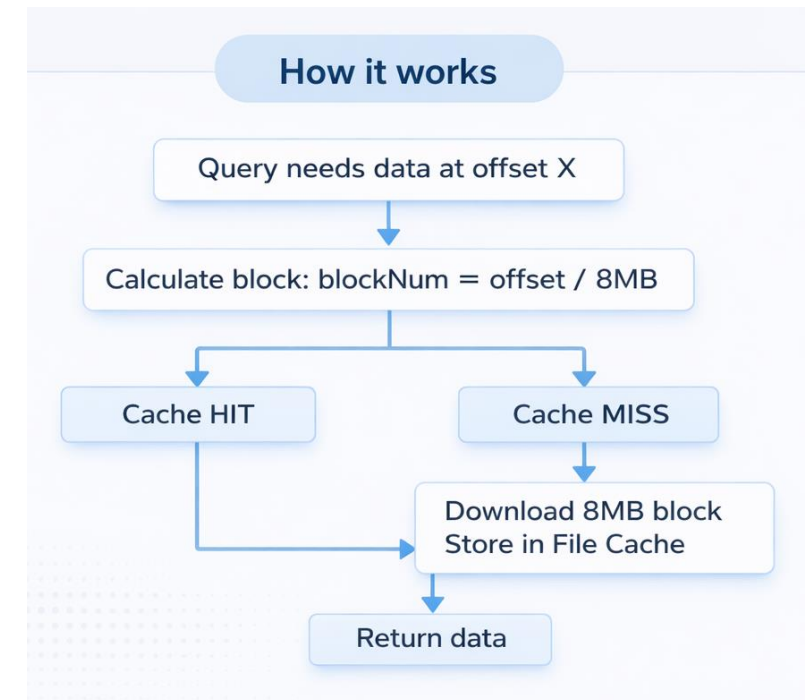 How it works
Query needs data at offset X
Calculate block: blockNum = offset / 8MB
Cache HIT
Cache MISS
Download 8MB block
Store in File Cache
Return data